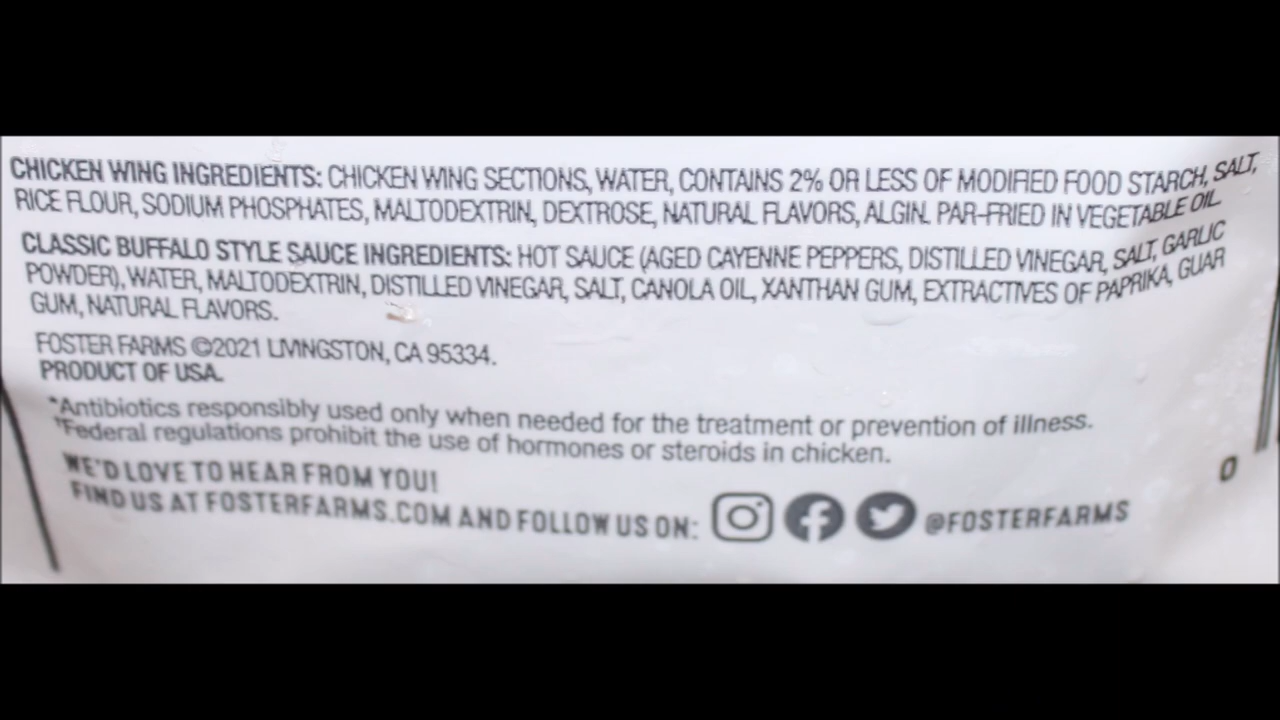 CHICKEN WING INGREDIENTS: CHICKEN WING SECTIONS, WATER, CONTAINS 2% OR LESS OF MODIFIED FOOD STARCH, SALT,
RICE FLOUR, SODIUM PHOSPHATES, MALTODEXTRIN, DEXTROSE, NATURAL FLAVORS, ALGIN. PAR-FRIED IN VEGETABLE OIL.
CLASSIC BUFFALO STYLE SAUCE INGREDIENTS: HOT SAUCE (AGED CAYENNE PEPPERS, DISTILLED VINEGAR, SALT, GARLIC
POWDER), WATER, MALTODEXTRIN, DISTILLED VINEGAR, SALT, CANOLA OIL, XANTHAN GUM, EXTRACTIVES OF PAPRIKA, GUAR
GUM, NATURAL FLAVORS.
FOSTER FARMS ©2021 LIVINGSTON, CA 95334.
PRODUCT OF USA.
*Antibiotics responsibly used only when needed for the treatment or prevention of illness.
†Federal regulations prohibit the use of hormones or steroids in chicken.
WE'D LOVE TO HEAR FROM YOU!
FIND US AT FOSTERFARMS.COM AND FOLLOW US ON: @FOSTERFARMS
0